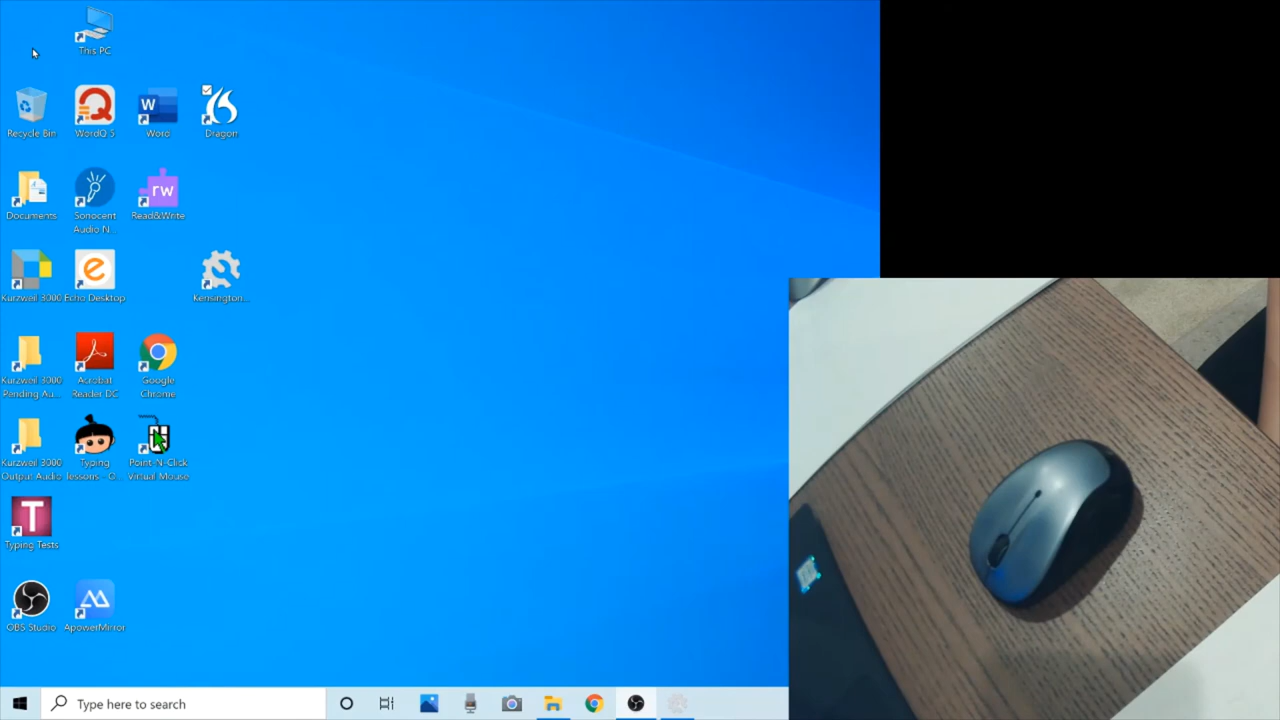 This PC
Recycle Bin
WordQ 5
Word
Dragon
Documents
Sonocent
Audio N...
Read&Write
rw
Kurzweil 3000
Echo Desktop
Kensington...
Kurzweil 3000
Pending Au...
Acrobat
Reader DC
Google
Chrome
Kurzweil 3000
Output Audio
Typing
lessons - O...
Point-N-Click
Virtual Mouse
T
Typing Tests
OBS Studio
ApowerMirror
Type here to search